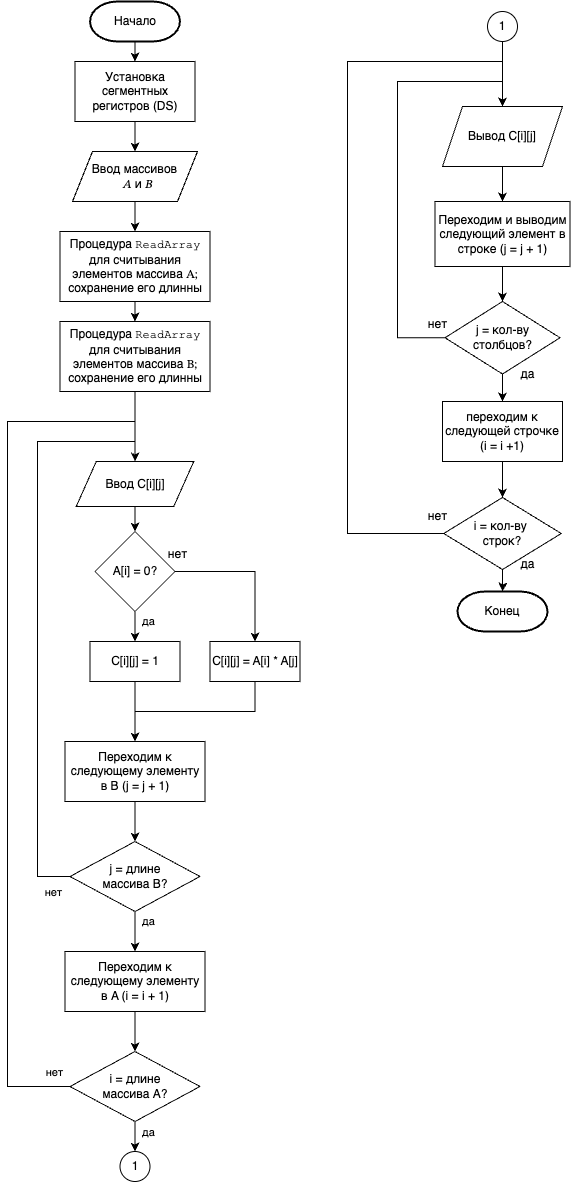 Начало
Установка
сегментных
регистров (DS)
Ввод массивов
A и B
Процедура ReadArray
для считывания
элементов массива A;
сохранение его длинны
Процедура ReadArray
для считывания
элементов массива B;
сохранение его длинны
Ввод C[i][j]
A[i] = 0?
нет
да
C[i][j] = 1
C[i][j] = A[i] * A[j]
Переходим к
следующему элементу
в B (j = j + 1)
j = длине
массива B?
нет
да
Переходим к
следующему элементу
в A (i = i + 1)
i = длине
массива A?
нет
да
1
1
Вывод C[i][j]
Переходим и выводим
следующий элемент в
строке (j = j + 1)
j = кол-ву
столбцов?
нет
да
переходим к
следующей строчке
(i = i +1)
i = кол-ву
строк?
нет
да
Конец